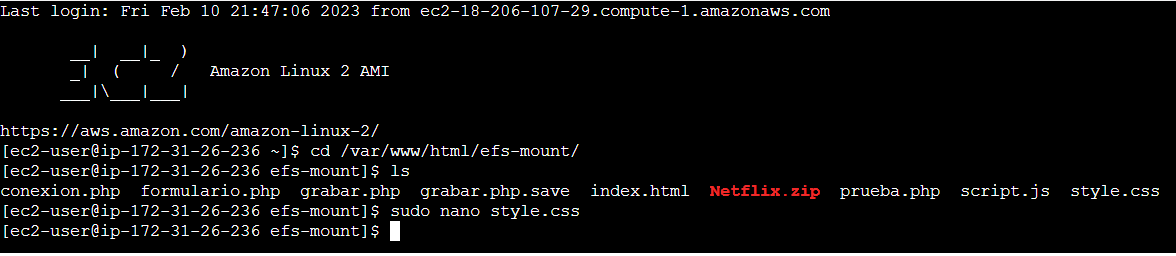 Last login: Fri Feb 10 21:47:06 2023 from ec2-18-206-107-29.compute-1.amazonaws.com
       __|  __|_  )
       _|  (     /   Amazon Linux 2 AMI
      ___|\___|___|
https://aws.amazon.com/amazon-linux-2/
[ec2-user@ip-172-31-26-236 ~]$ cd /var/www/html/efs-mount/
[ec2-user@ip-172-31-26-236 efs-mount]$ ls
conexion.php  formulario.php  grabar.php  grabar.php.save  index.html  Netflix.zip  prueba.php  script.js  style.css
[ec2-user@ip-172-31-26-236 efs-mount]$ sudo nano style.css
[ec2-user@ip-172-31-26-236 efs-mount]$